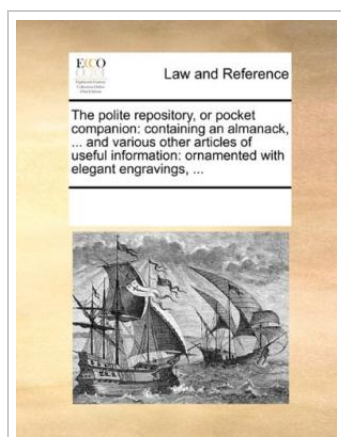 ECCO
Law and Reference
The polite repository, or pocket
companion: containing an almanack,
... and various other articles of
useful information: ornamented with
elegant engravings, ...